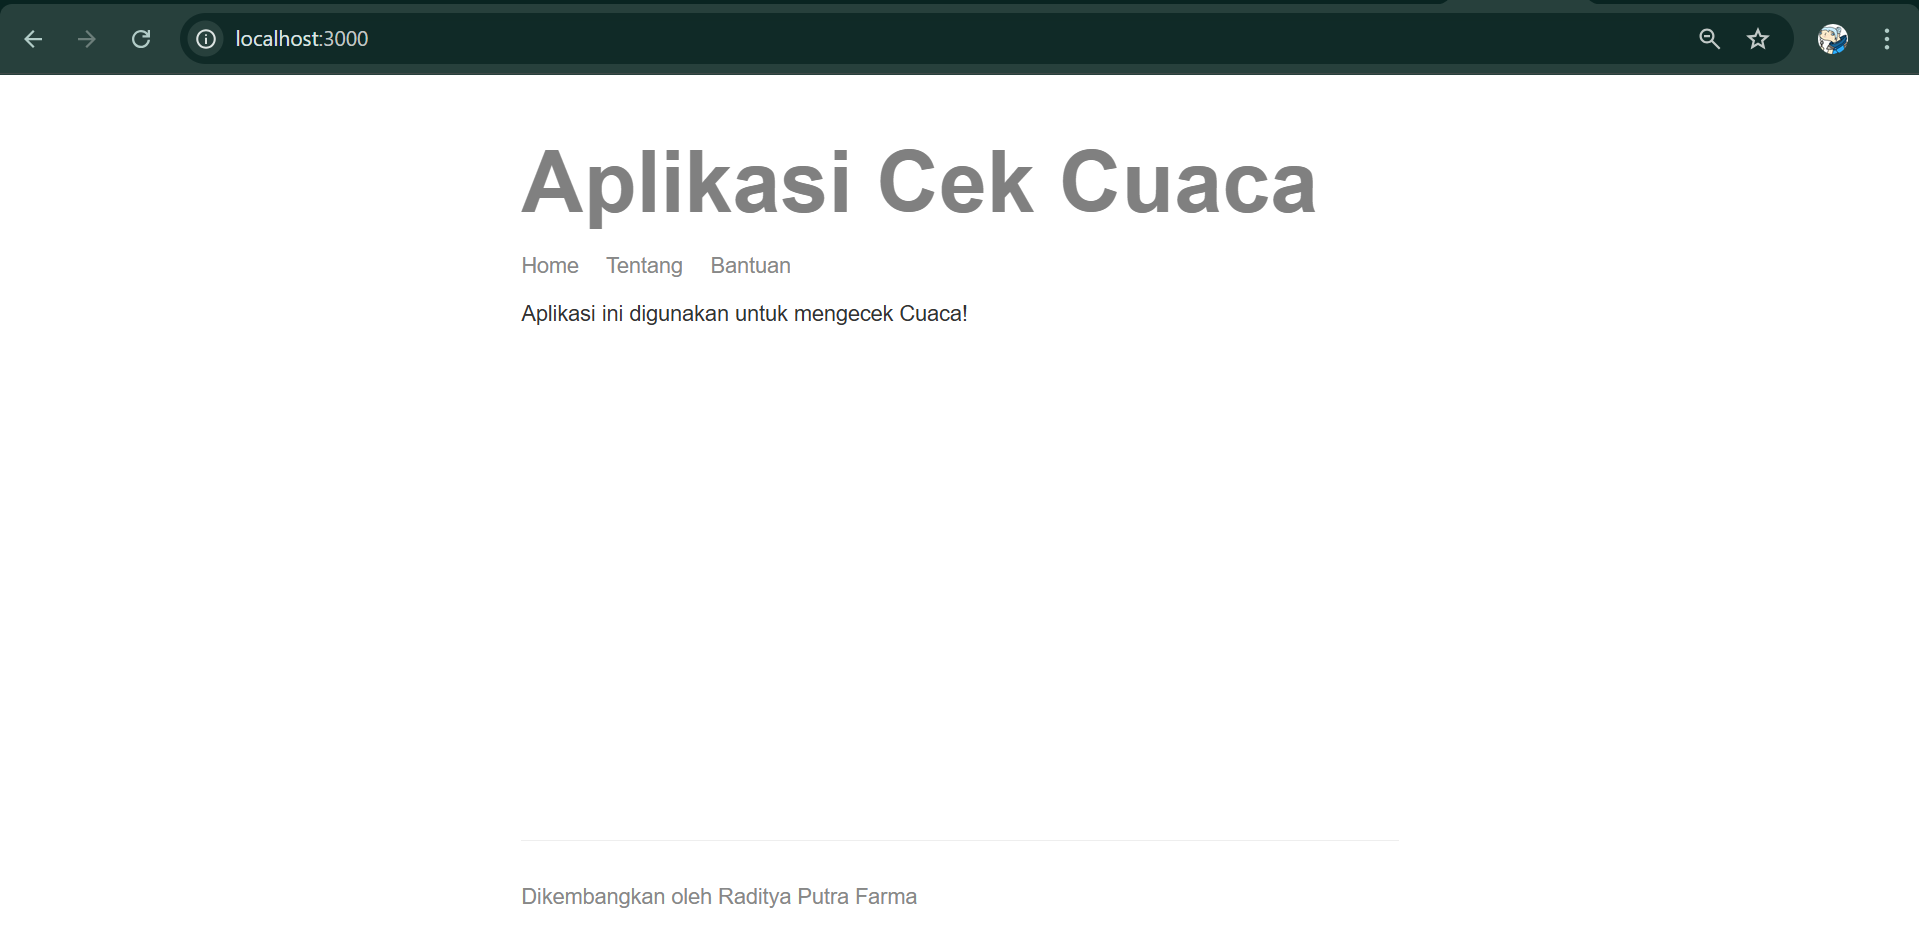 localhost:3000
Aplikasi Cek Cuaca
Home Tentang Bantuan
Aplikasi ini digunakan untuk mengecek Cuaca!
Dikembangkan oleh Raditya Putra Farma